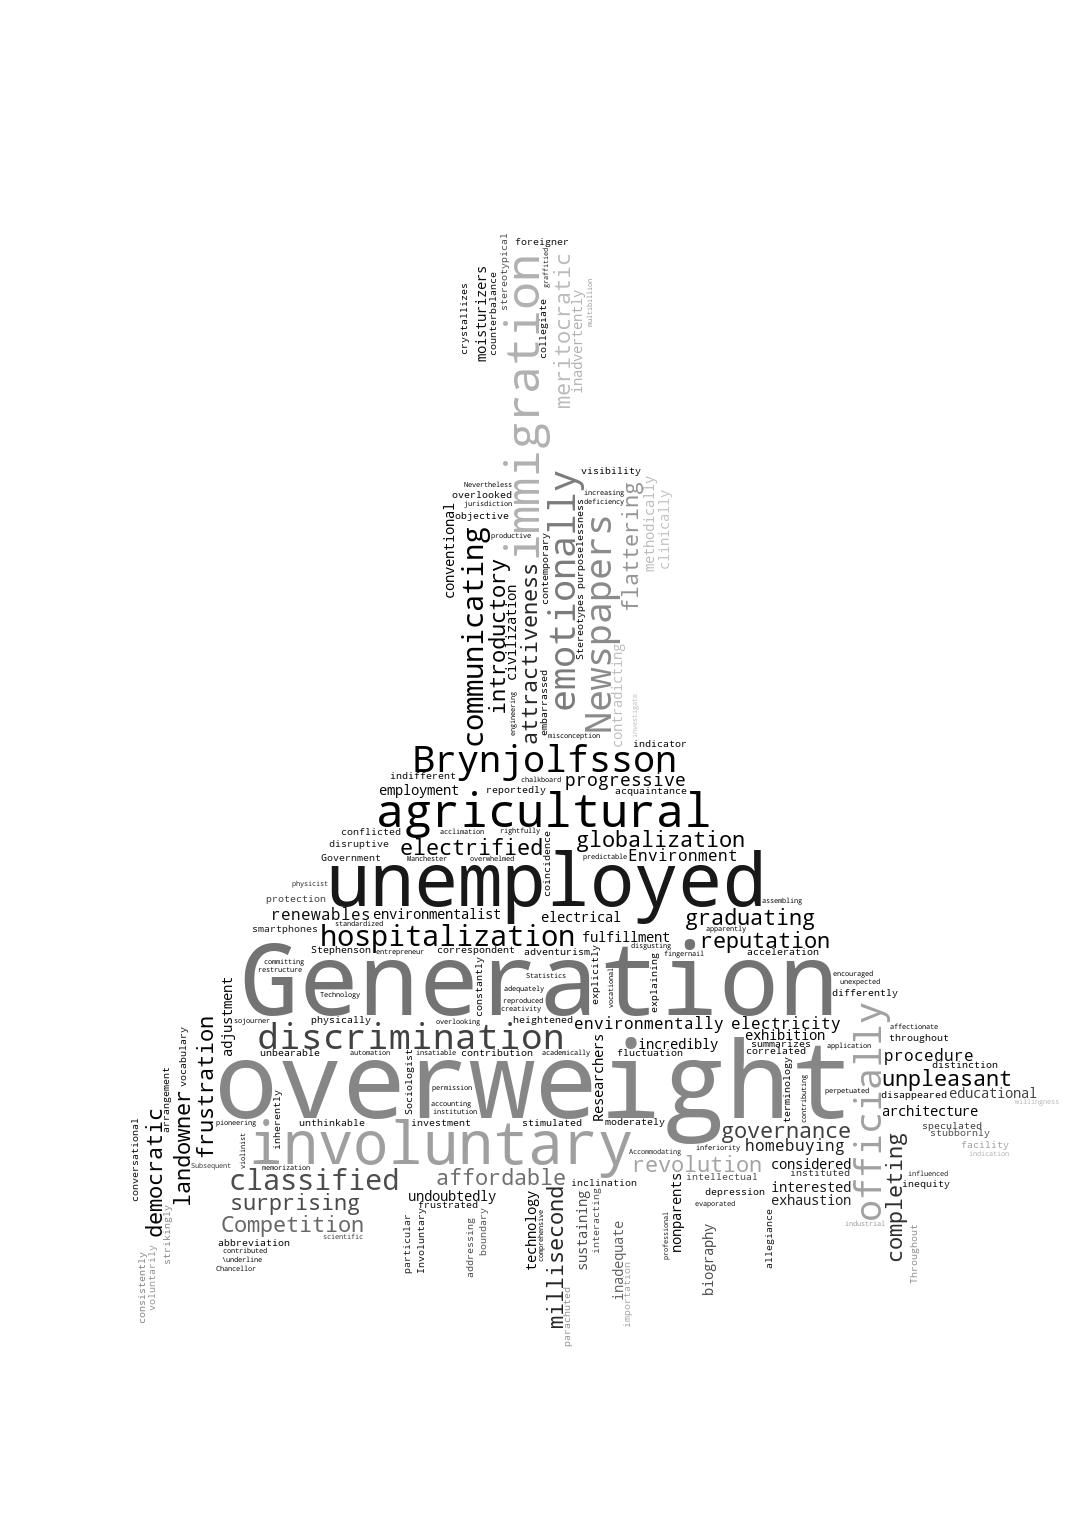 foreigner
stereotypical
graffitied
immigration
meritocratic
moisturizers
counterbalance
crystallizes
collegiate
inadvertently
multibillion
visibility
emotionally
Nevertheless
overlooked
jurisdiction
objective
increasing
deficiency
flattering
methodically
clinically
conventional
Newspapers
purposelessness
communicating
productive
contemporary
introductory
attractiveness
civilization
Stereotypes
contradicting
embarrassed
engineering
investigate
misconception
indicator
Brynjolfsson
indifferent
chalkboard
progressive
employment
reportedly
acquaintance
agricultural
conflicted
acclimation
rightfully
globalization
disruptive
electrified
coincidence
Government
Manchester
overwhelmed
predictable
Environment
unemployed
physicist
protection
assembling
renewables
environmentalist
electrical
graduating
smartphones
standardized
apparently
hospitalization
fulfillment
reputation
disgusting
Stephenson
entrepreneur
correspondent
adventurism
fingernail
acceleration
Generation
committing
restructure
constantly
Statistics
explicitly
vocational
explaining
encouraged
unexpected
adequately
Technology
reproduced
creativity
differently
adjustment
officially
sojourner
physically
overlooking
heightened
environmentally
electricity
affectionate
frustration
discrimination
exhibition
throughout
vocabulary
incredibly
summarizes
application
unbearable
automation
insatiable
contribution
academically
fluctuation
correlated
procedure
Sociologist
Researchers
terminology
distinction
overweight
arrangement
unpleasant
permission
contributing
perpetuated
disappeared
educational
landowner
accounting
institution
willingness
inherently
architecture
democratic
pioneering
unthinkable
investment
stimulated
moderately
conversational
speculated
governance
stubbornly
involuntary
violinist
completing
homebuying
facility
Accommodating
inferiority
indication
Subsequent
memorization
revolution
considered
classified
affordable
inclination
intellectual
instituted
influenced
inequity
undoubtedly
depression
interested
surprising
frustrated
technology
millisecond
sustaining
interacting
nonparents
evaporated
exhaustion
strikingly
Competition
particular
Involuntary
boundary
addressing
comprehensive
inadequate
professional
biography
allegiance
industrial
Throughout
scientific
abbreviation
contributed
\underline
Chancellor
consistently
voluntarily
importation
parachuted